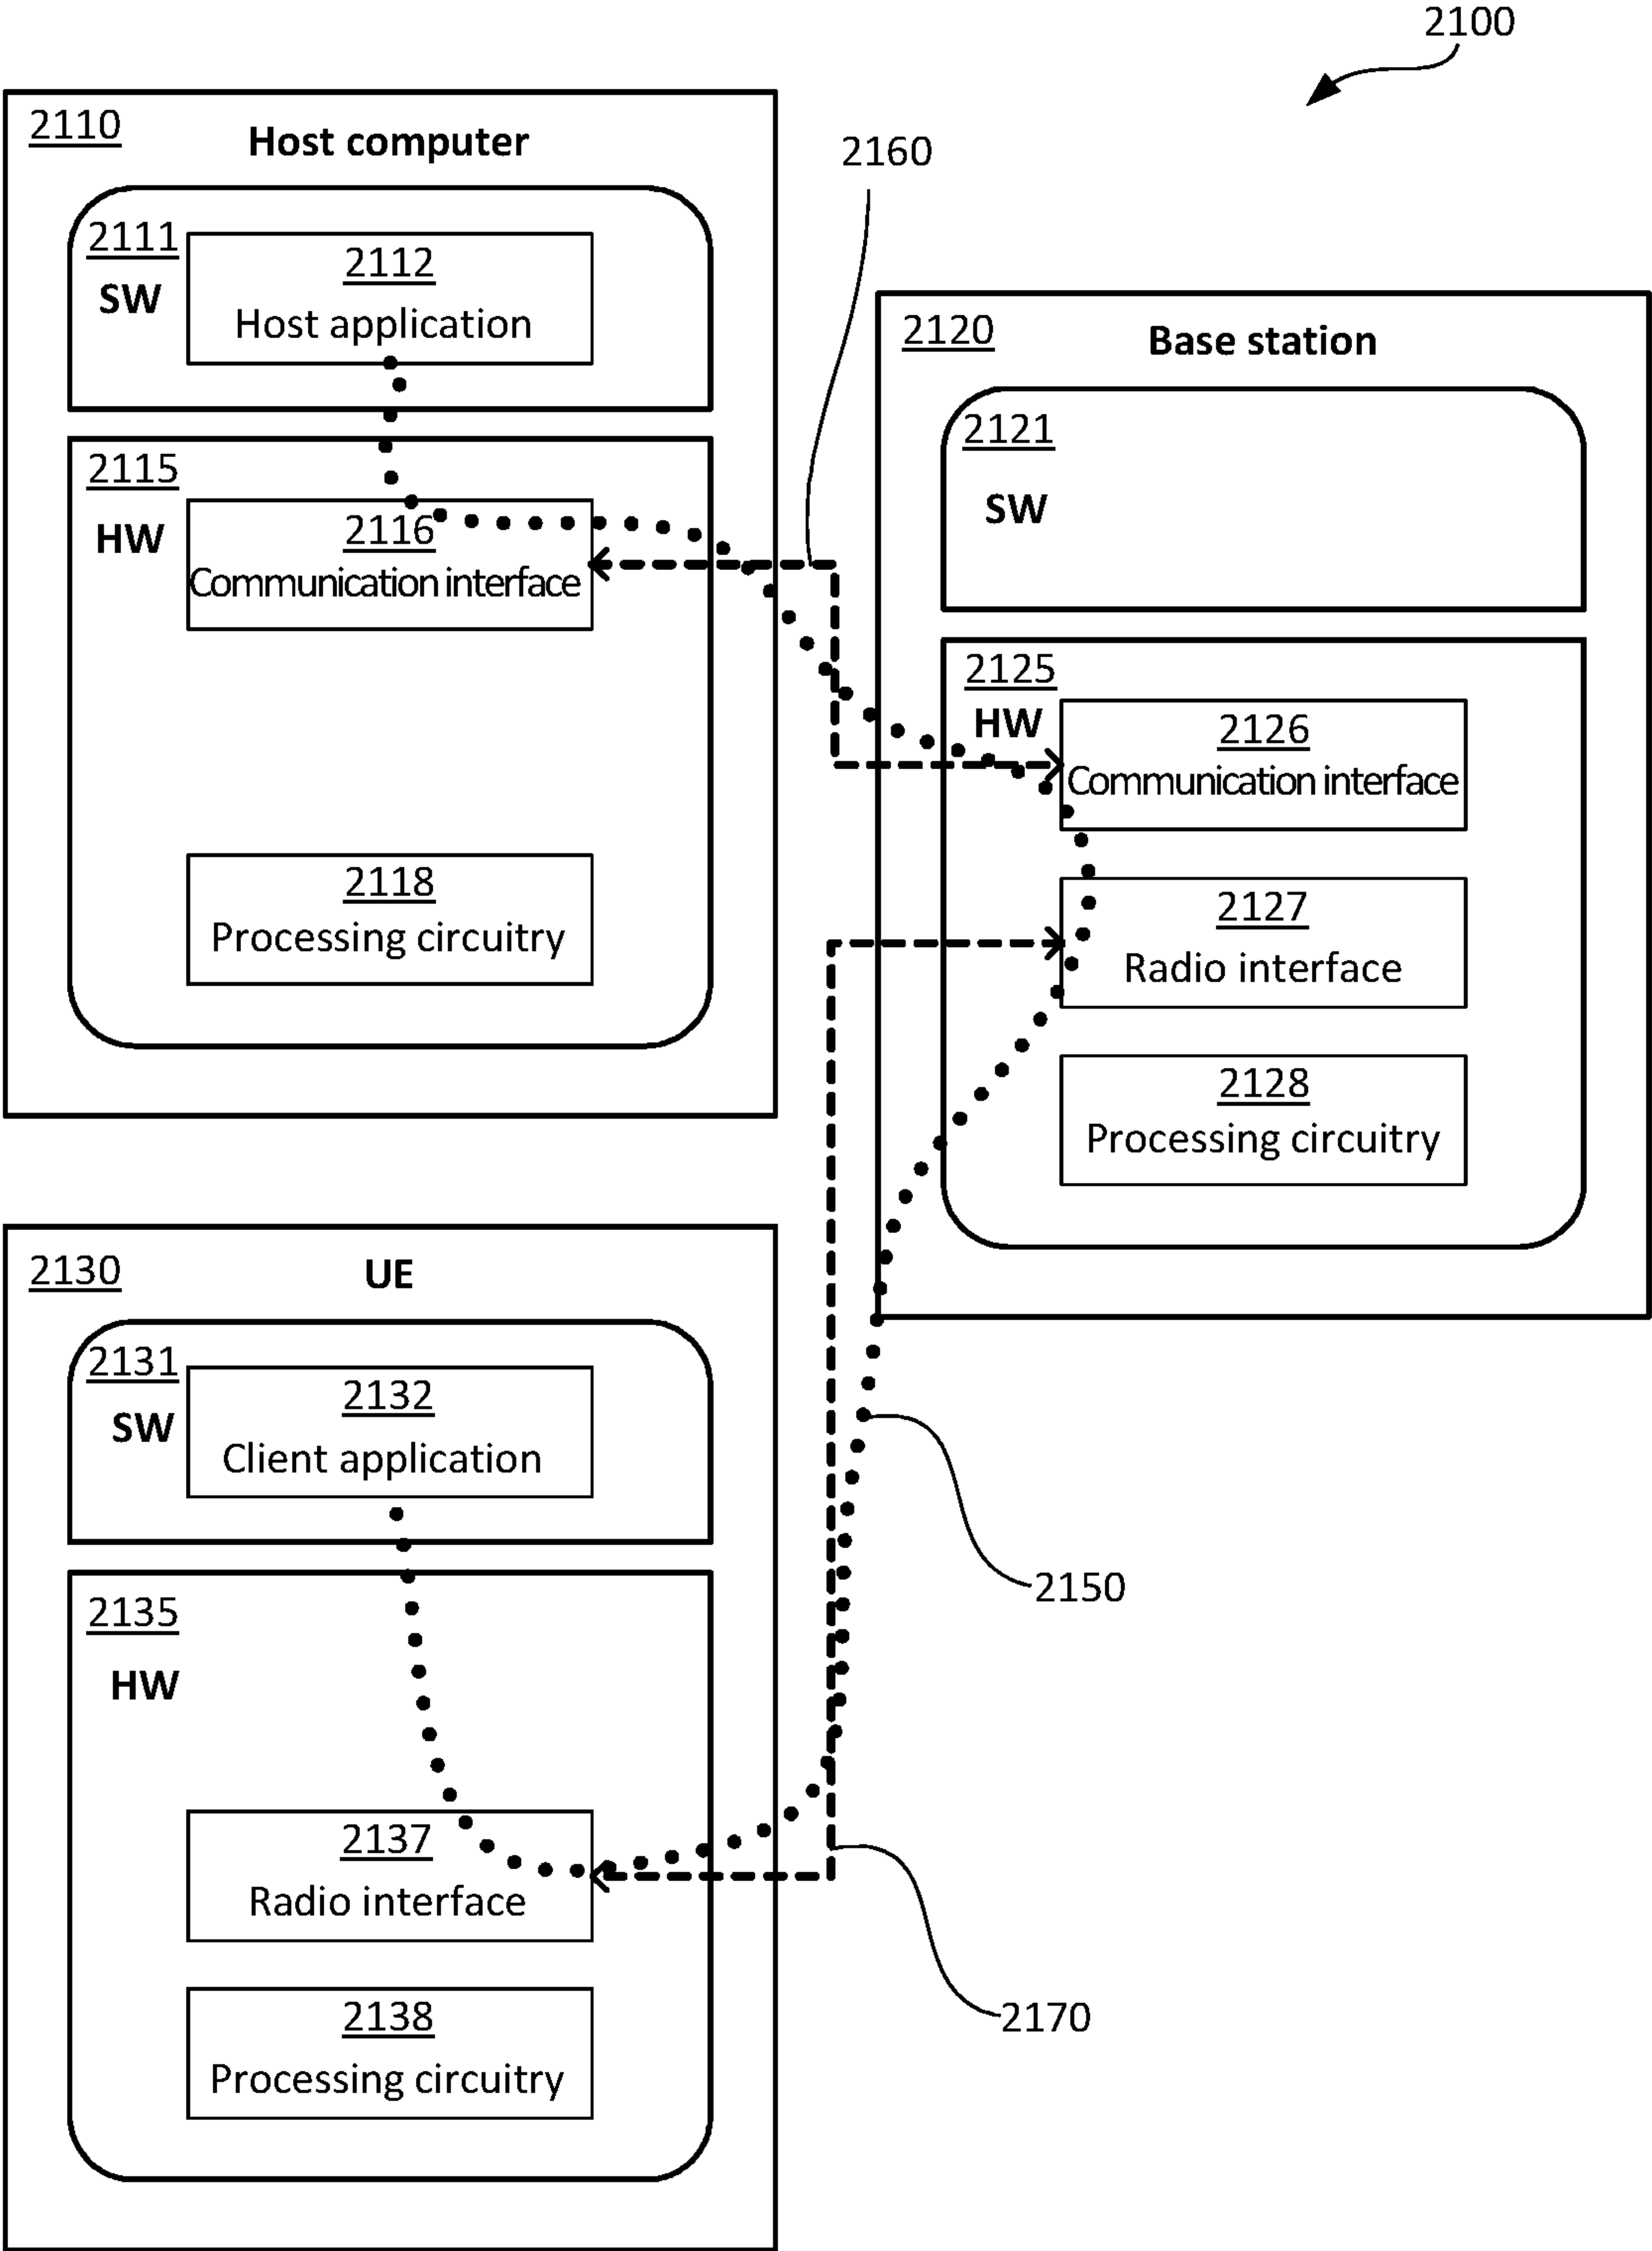 2100
2110
Host computer
2111
SW
2112
Host application
2115
HW
2116
Communication interface
2118
Processing circuitry
2160
2120
Base station
2121
SW
2125
HW
2126
Communication interface
2127
Radio interface
2128
Processing circuitry
2130
UE
2131
SW
2132
Client application
2135
HW
2137
Radio interface
2138
Processing circuitry
2150
2170